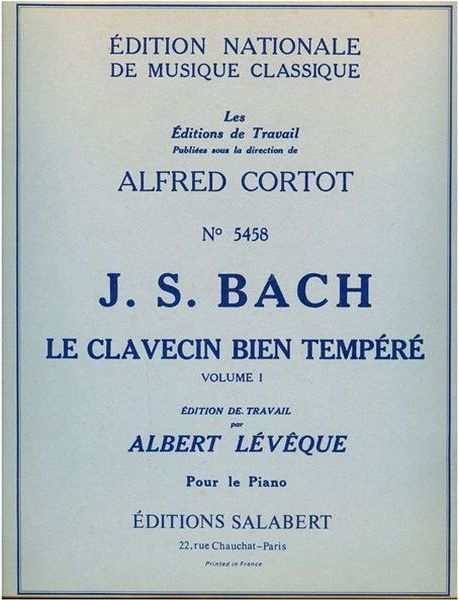 ÉDITION NATIONALE
DE MUSIQUE CLASSIQUE
Les
Éditions de Travail
Publiées sous la direction de
ALFRED CORTOT
Nº 5458
J. S. BACH
LE CLAVECIN BIEN TEMPÉRÉ
VOLUME I
ÉDITION DE TRAVAIL
par
ALBERT LÉVÊQUE
Pour le Piano
ÉDITIONS SALABERT
22, rue Chauchat-Paris
Printed in France